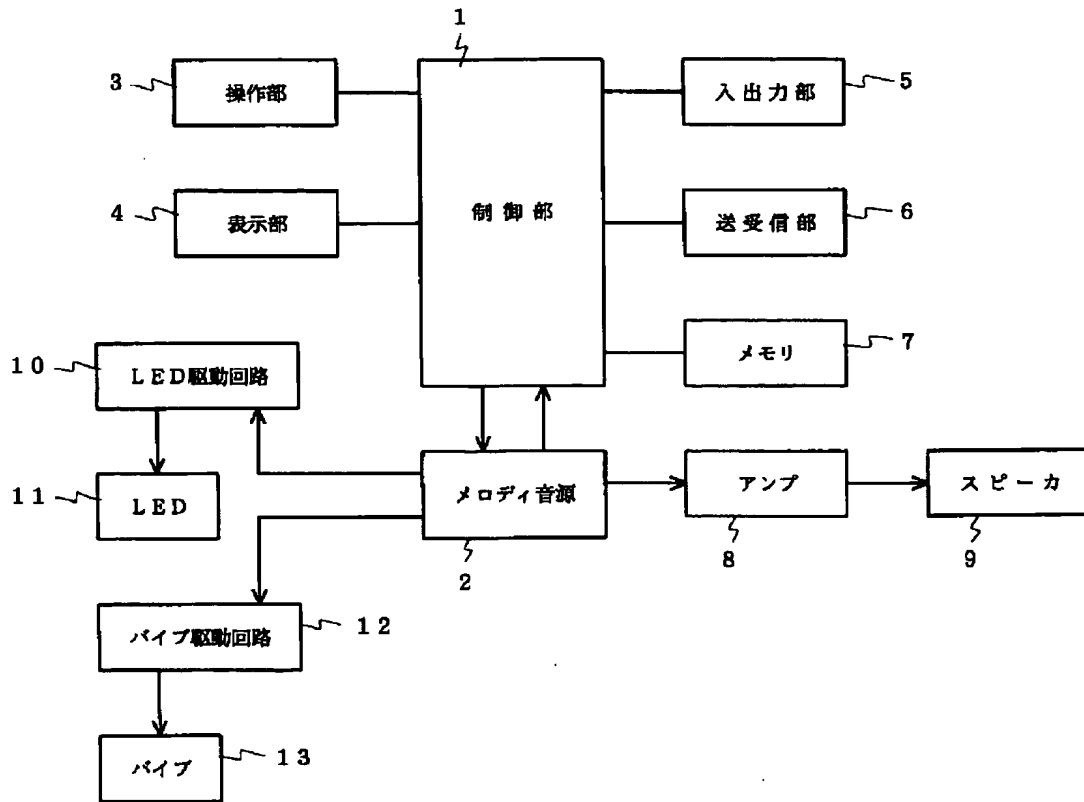 1
3
操作部
入出力部
5
4
表示部
制御部
送受信部
6
メモリ
7
10
LED駆動回路
11
LED
メロディ音源
2
アンプ
8
スピーカ
9
バイブ駆動回路
12
バイブ
13